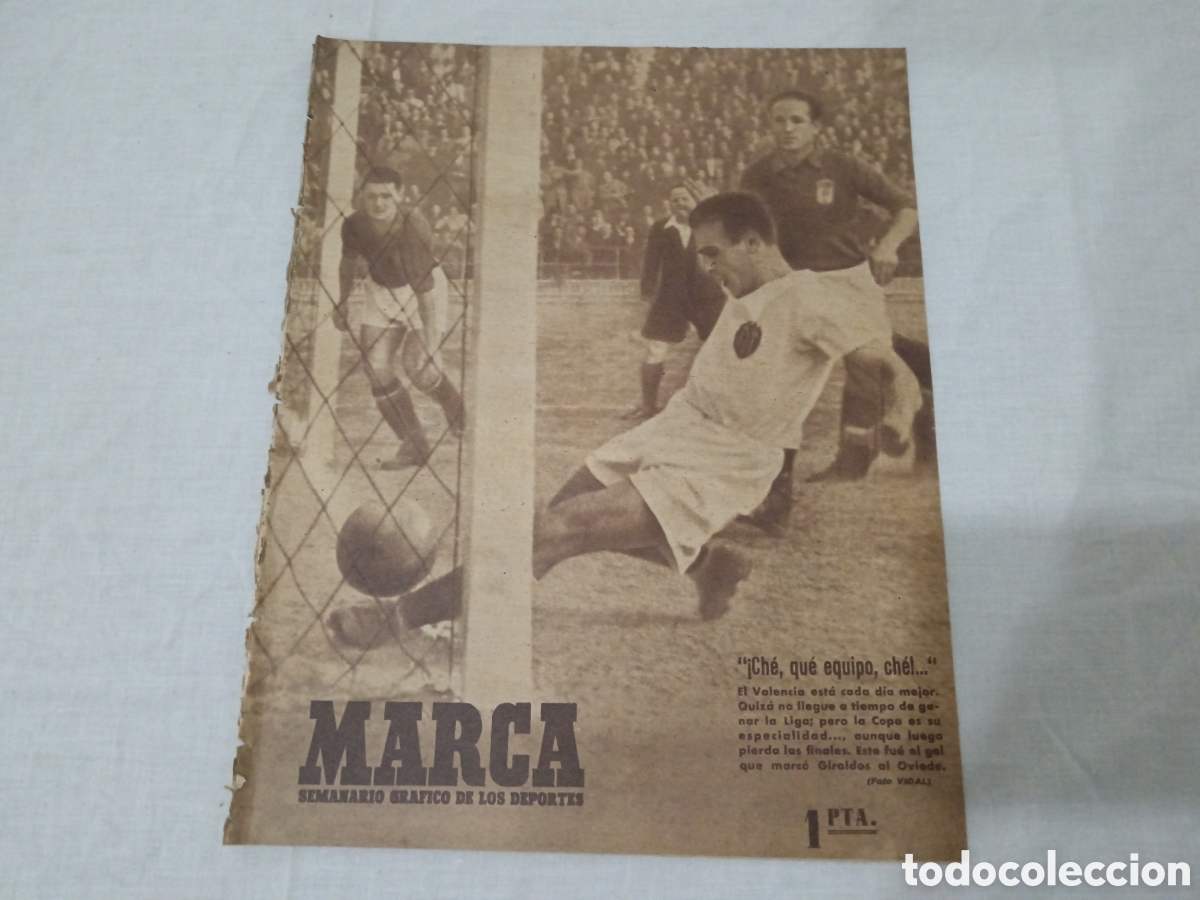 "¡Ché, qué equipo, ché!..."
El Valencia está cada día mejor.
Quizá no llegue a tiempo de ga-
nar la Liga; pero la Copa es su
especialidad..., aunque luego
pierda las finales. Este fué el gol
que marcó Giraldos al Oviedo.
(Foto VIDAL)
MARCA
SEMANARIO GRAFICO DE LOS DEPORTES
1 PTA.
todocoleccion